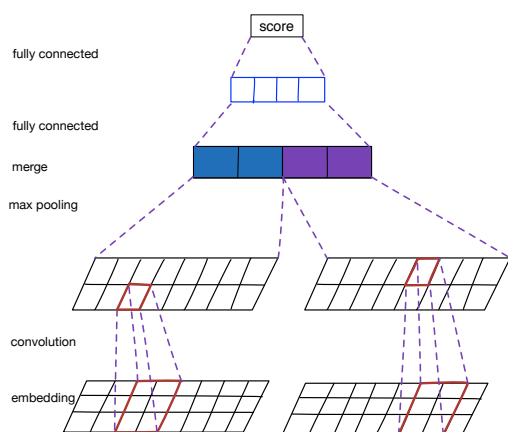 score
fully connected
fully connected
merge
max pooling
convolution
embedding